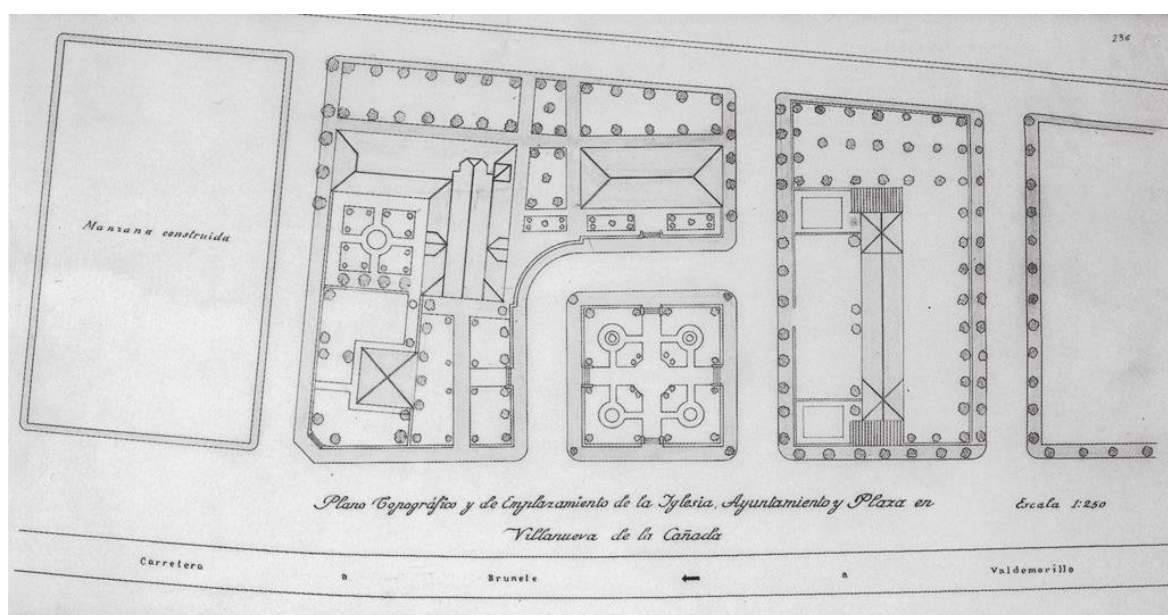 236
Manzana construida
Plano Topográfico y de Emplazamiento de la Iglesia, Ayuntamiento y Plaza en
Villanueva de la Cañada
Escala 1:250
Carretera a Brunete ← a Valdemorillo